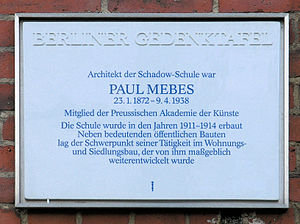 BERLINER GEDENKTAFEL
Architekt der Schadow-Schule war
PAUL MEBES
23. 1. 1872 – 9. 4. 1938
Mitglied der Preussischen Akademie der Künste
Die Schule wurde in den Jahren 1911–1914 erbaut
Neben bedeutenden öffentlichen Bauten
lag der Schwerpunkt seiner Tätigkeit im Wohnungs-
und Siedlungsbau, der von ihm maßgeblich
weiterentwickelt wurde